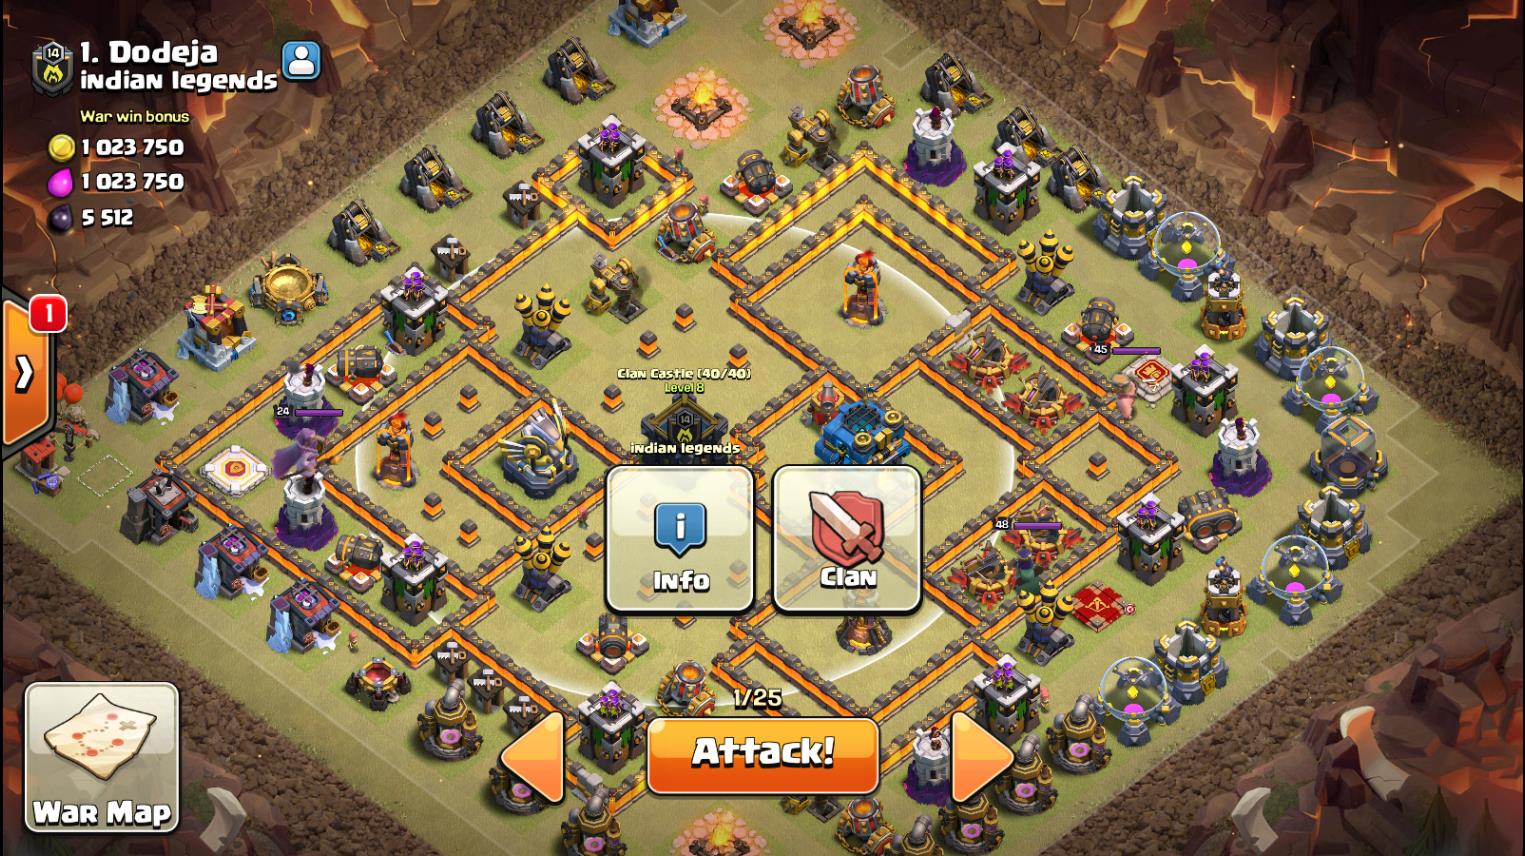 14
1. Dodeja
indian legends
War win bonus
1 023 750
1 023 750
5 512
1
45
Clan Castle (40/40)
Level 8
14
24
indian legends
48
Info
Clan
1/25
Attack!
War Map